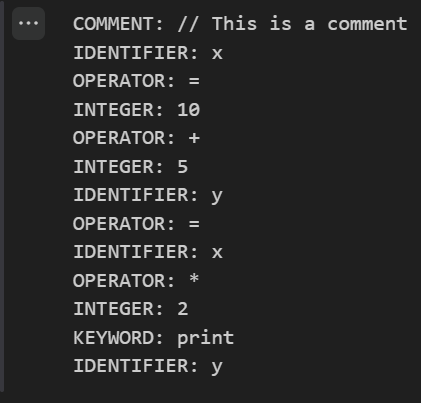 COMMENT: // This is a comment
IDENTIFIER: x
OPERATOR: =
INTEGER: 10
OPERATOR: +
INTEGER: 5
IDENTIFIER: y
OPERATOR: =
IDENTIFIER: x
OPERATOR: *
INTEGER: 2
KEYWORD: print
IDENTIFIER: y